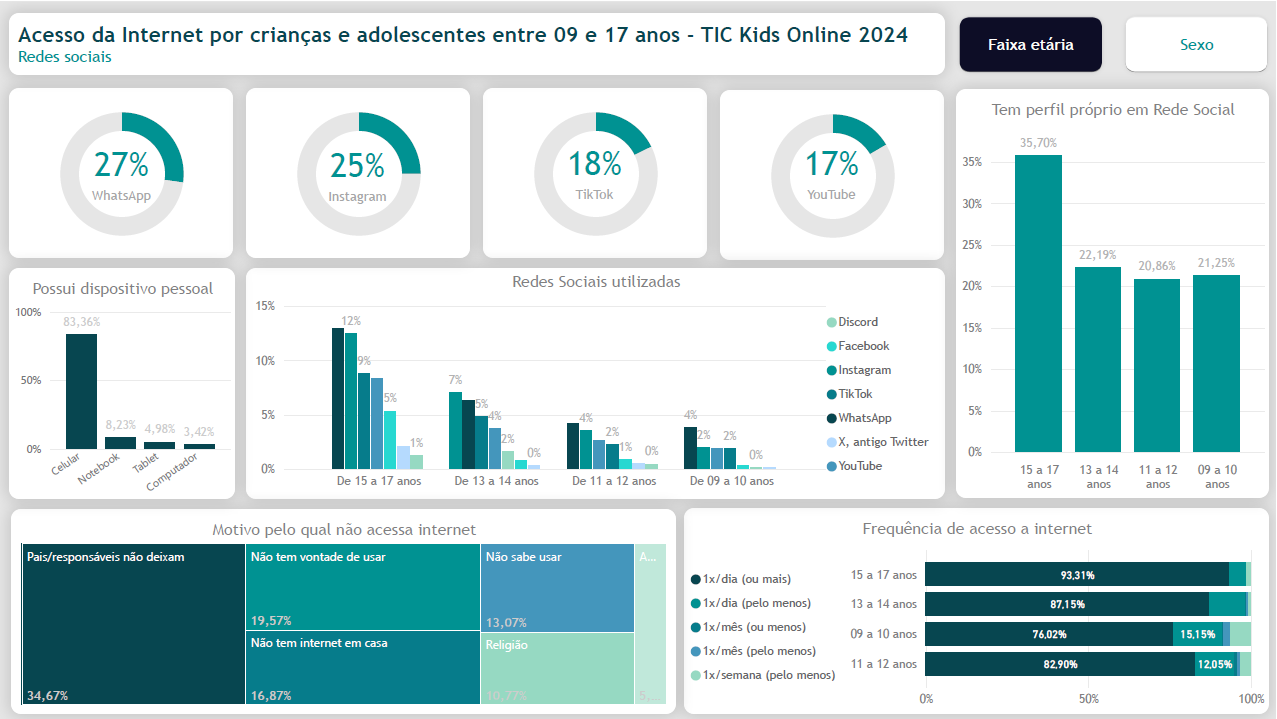 Acesso da Internet por crianças e adolescentes entre 09 e 17 anos - TIC Kids Online 2024
Redes sociais
Faixa etária
Sexo
27%
WhatsApp
25%
Instagram
18%
TikTok
17%
YouTube
Tem perfil próprio em Rede Social
35,70%
22,19%
20,86%
21,25%
35%
30%
25%
20%
15%
10%
5%
0%
15 a 17 anos
13 a 14 anos
11 a 12 anos
09 a 10 anos
Possui dispositivo pessoal
100%
50%
0%
83,36%
8,23%
4,98%
3,42%
Celular
Notebook
Tablet
Computador
Redes Sociais utilizadas
15%
10%
5%
0%
12%
9%
5%
1%
7%
5%
4%
2%
0%
4%
2%
1%
0%
4%
2%
2%
0%
De 15 a 17 anos
De 13 a 14 anos
De 11 a 12 anos
De 09 a 10 anos
Discord
Facebook
Instagram
TikTok
WhatsApp
X, antigo Twitter
YouTube
Motivo pelo qual não acessa internet
Pais/responsáveis não deixam
34,67%
Não tem vontade de usar
19,57%
Não tem internet em casa
16,87%
Não sabe usar
13,07%
Religião
10,77%
A...
5,...
Frequência de acesso a internet
1x/dia (ou mais)
1x/dia (pelo menos)
1x/mês (ou menos)
1x/mês (pelo menos)
1x/semana (pelo menos)
15 a 17 anos
93,31%
13 a 14 anos
87,15%
09 a 10 anos
76,02%
15,15%
11 a 12 anos
82,90%
12,05%
0%
50%
100%